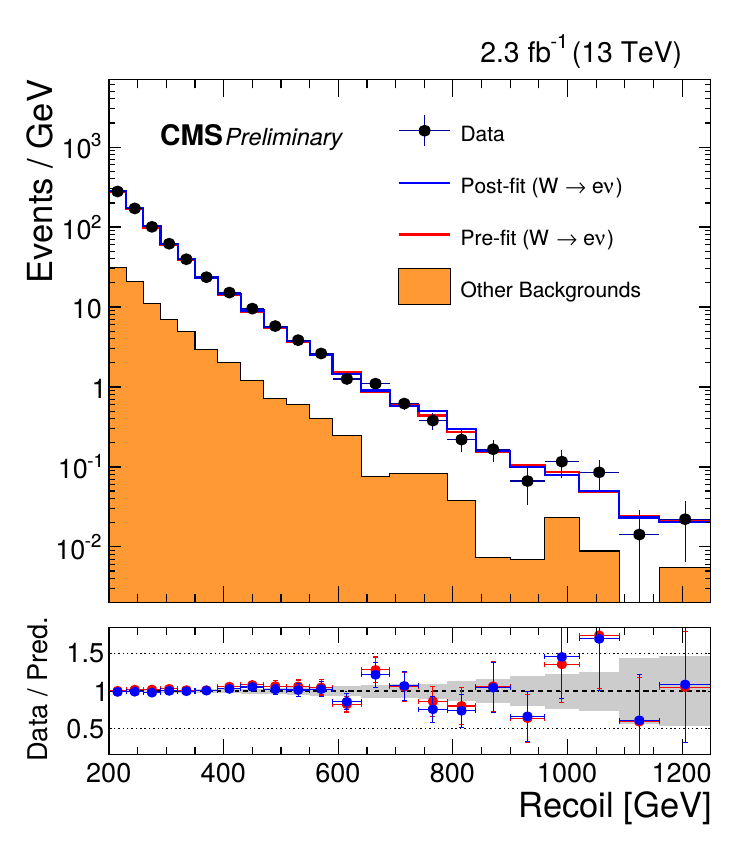 2.3 fb⁻¹ (13 TeV)
CMS Preliminary
Data
Post-fit (W → eν)
Pre-fit (W → eν)
Other Backgrounds
Events / GeV
10³
10²
10
1
10⁻¹
10⁻²
Data / Pred.
1.5
1
0.5
200 400 600 800 1000 1200
Recoil [GeV]